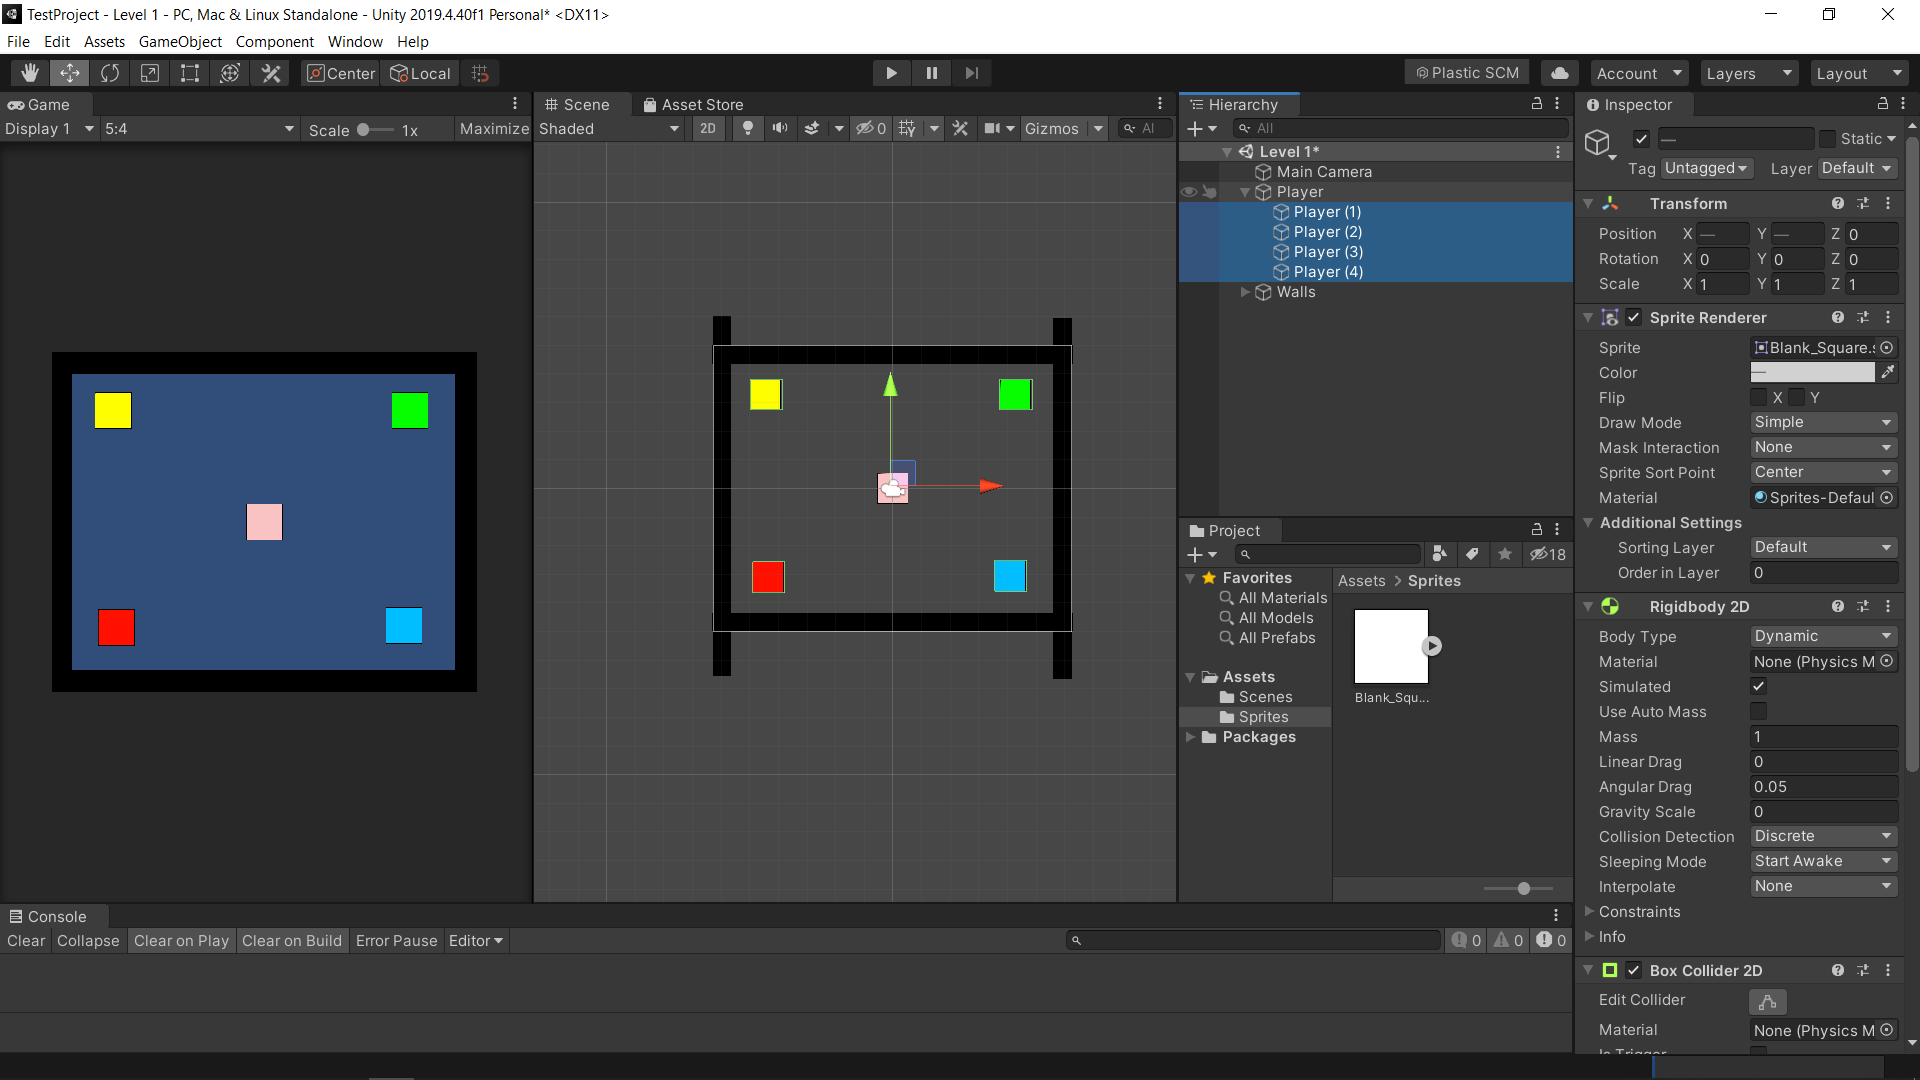 TestProject - Level 1 - PC, Mac & Linux Standalone - Unity 2019.4.40f1 Personal* <DX11>
File Edit Assets GameObject Component Window Help
Center Local Plastic SCM Account Layers Layout
Game
Display 1 5:4 Scale 1x Maximize
Scene Asset Store
Shaded 2D 0 Gizmos Al
Hierarchy
All
Level 1*
Main Camera
Player
Player (1)
Player (2)
Player (3)
Player (4)
Walls
Project
18
Favorites
All Materials
All Models
All Prefabs
Assets
Scenes
Sprites
Packages
Assets > Sprites
Blank_Squ...
Inspector
— Static
Tag Untagged Layer Default
Transform
Position X — Y — Z 0
Rotation X 0 Y 0 Z 0
Scale X 1 Y 1 Z 1
Sprite Renderer
Sprite Blank_Square.s
Color —
Flip X Y
Draw Mode Simple
Mask Interaction None
Sprite Sort Point Center
Material Sprites-Defaul
Additional Settings
Sorting Layer Default
Order in Layer 0
Rigidbody 2D
Body Type Dynamic
Material None (Physics M
Simulated
Use Auto Mass
Mass 1
Linear Drag 0
Angular Drag 0.05
Gravity Scale 0
Collision Detection Discrete
Sleeping Mode Start Awake
Interpolate None
Constraints
Info
Box Collider 2D
Edit Collider
Material None (Physics M
Is Trigger
Console
Clear Collapse Clear on Play Clear on Build Error Pause Editor 0 0 0